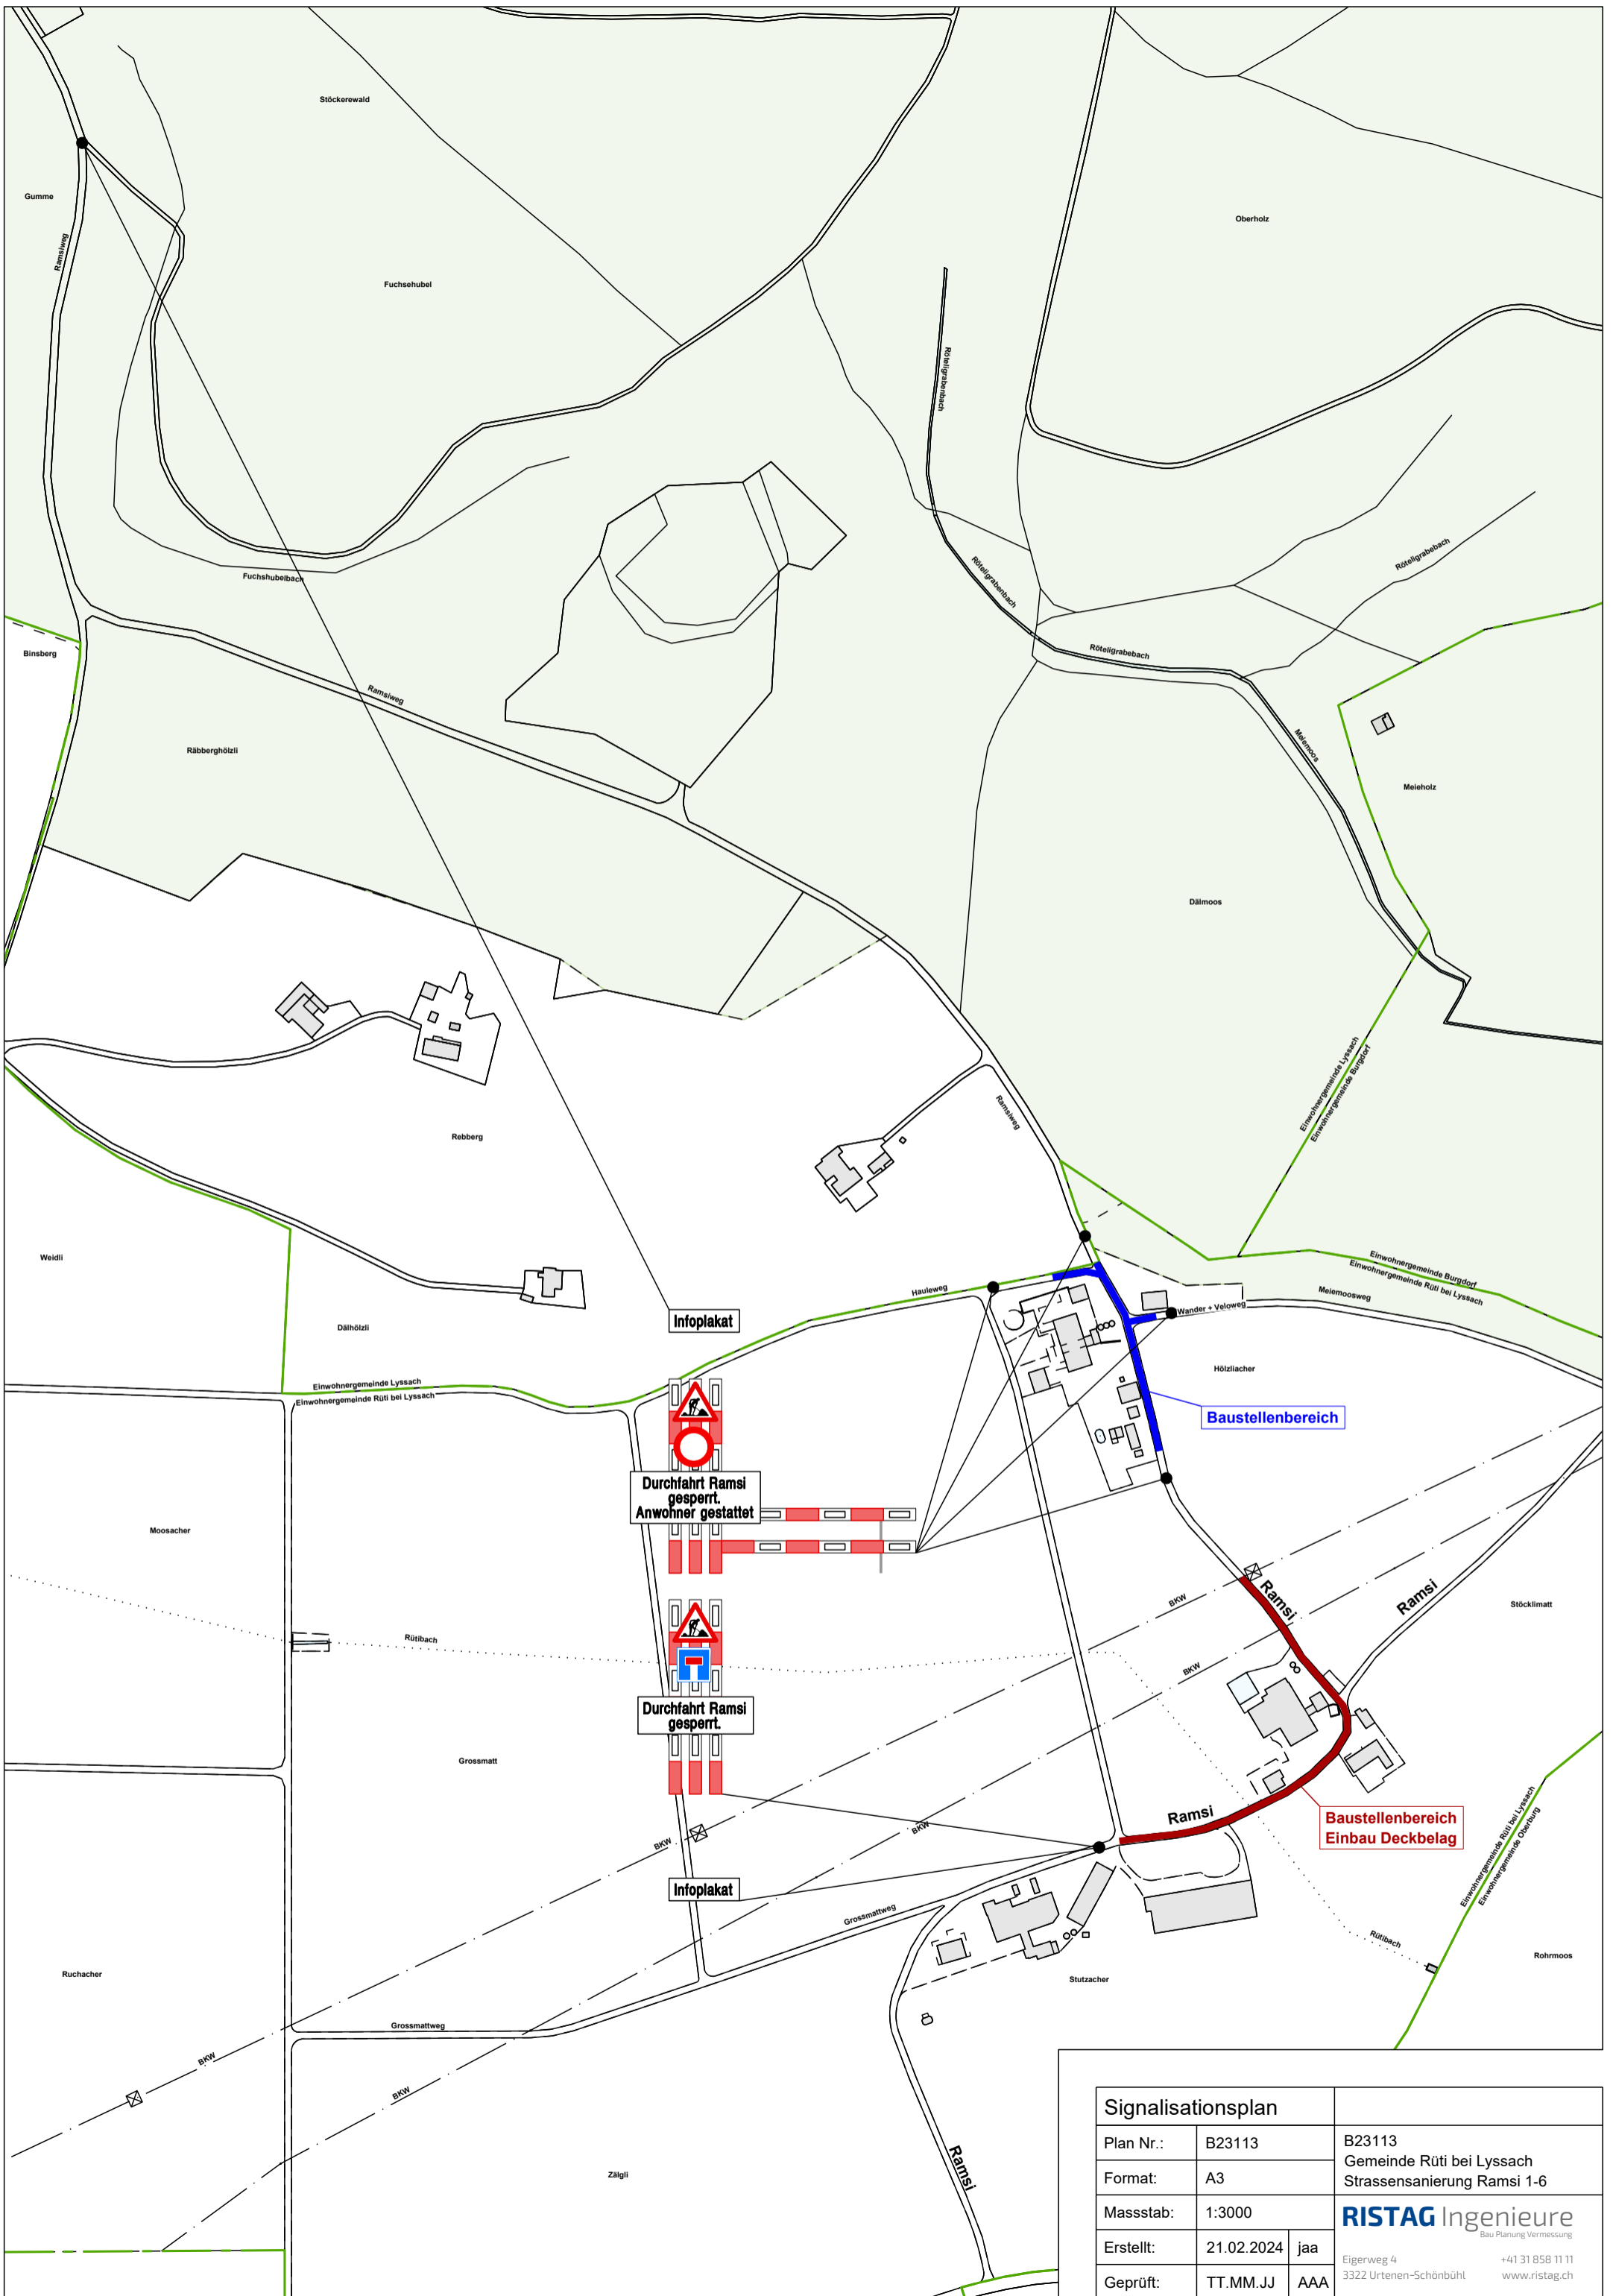 Stöckerewald
Gumme
Oberholz
Ramsiweg
Fuchsehubel
Röteligrabenbach
Röteligrabenbach
Röteligrabebach
Fuchshubelbach
Röteligrabebach
Binsberg
Ramsiweg
Räbberghölzli
Meiemoos
Meieholz
Dälmoos
Einwohnergemeinde Lyssach
Einwohnergemeinde Burgdorf
Ramsiweg
Rebberg
Weidli
Einwohnergemeinde Burgdorf
Einwohnergemeinde Rüti bei Lyssach
Hauleweg
Meiemoosweg
Wander + Veloweg
Infoplakat
Dälhölzli
Hölzliacher
Einwohnergemeinde Lyssach
Einwohnergemeinde Rüti bei Lyssach
Baustellenbereich
Durchfahrt Ramsi
gesperrt.
Anwohner gestattet
Moosacher
Ramsi
Ramsi
BKW
Stöcklimatt
Rütibach
BKW
Durchfahrt Ramsi
gesperrt.
Grossmatt
Ramsi
Baustellenbereich
Einbau Deckbelag
BKW
BKW
Einwohnergemeinde Rüti bei Lyssach
Einwohnergemeinde Oberburg
Infoplakat
Grossmattweg
Rütibach
Rohrmoos
Ruchacher
Stutzacher
Grossmattweg
BKW
BKW
Zälgli
Ramsi
Signalisationsplan
Plan Nr.: B23113
Format: A3
Massstab: 1:3000
Erstellt: 21.02.2024 jaa
Geprüft: TT.MM.JJ AAA
B23113
Gemeinde Rüti bei Lyssach
Strassensanierung Ramsi 1-6
RISTAG Ingenieure
Bau Planung Vermessung
Eigerweg 4 +41 31 858 11 11
3322 Urtenen-Schönbühl www.ristag.ch